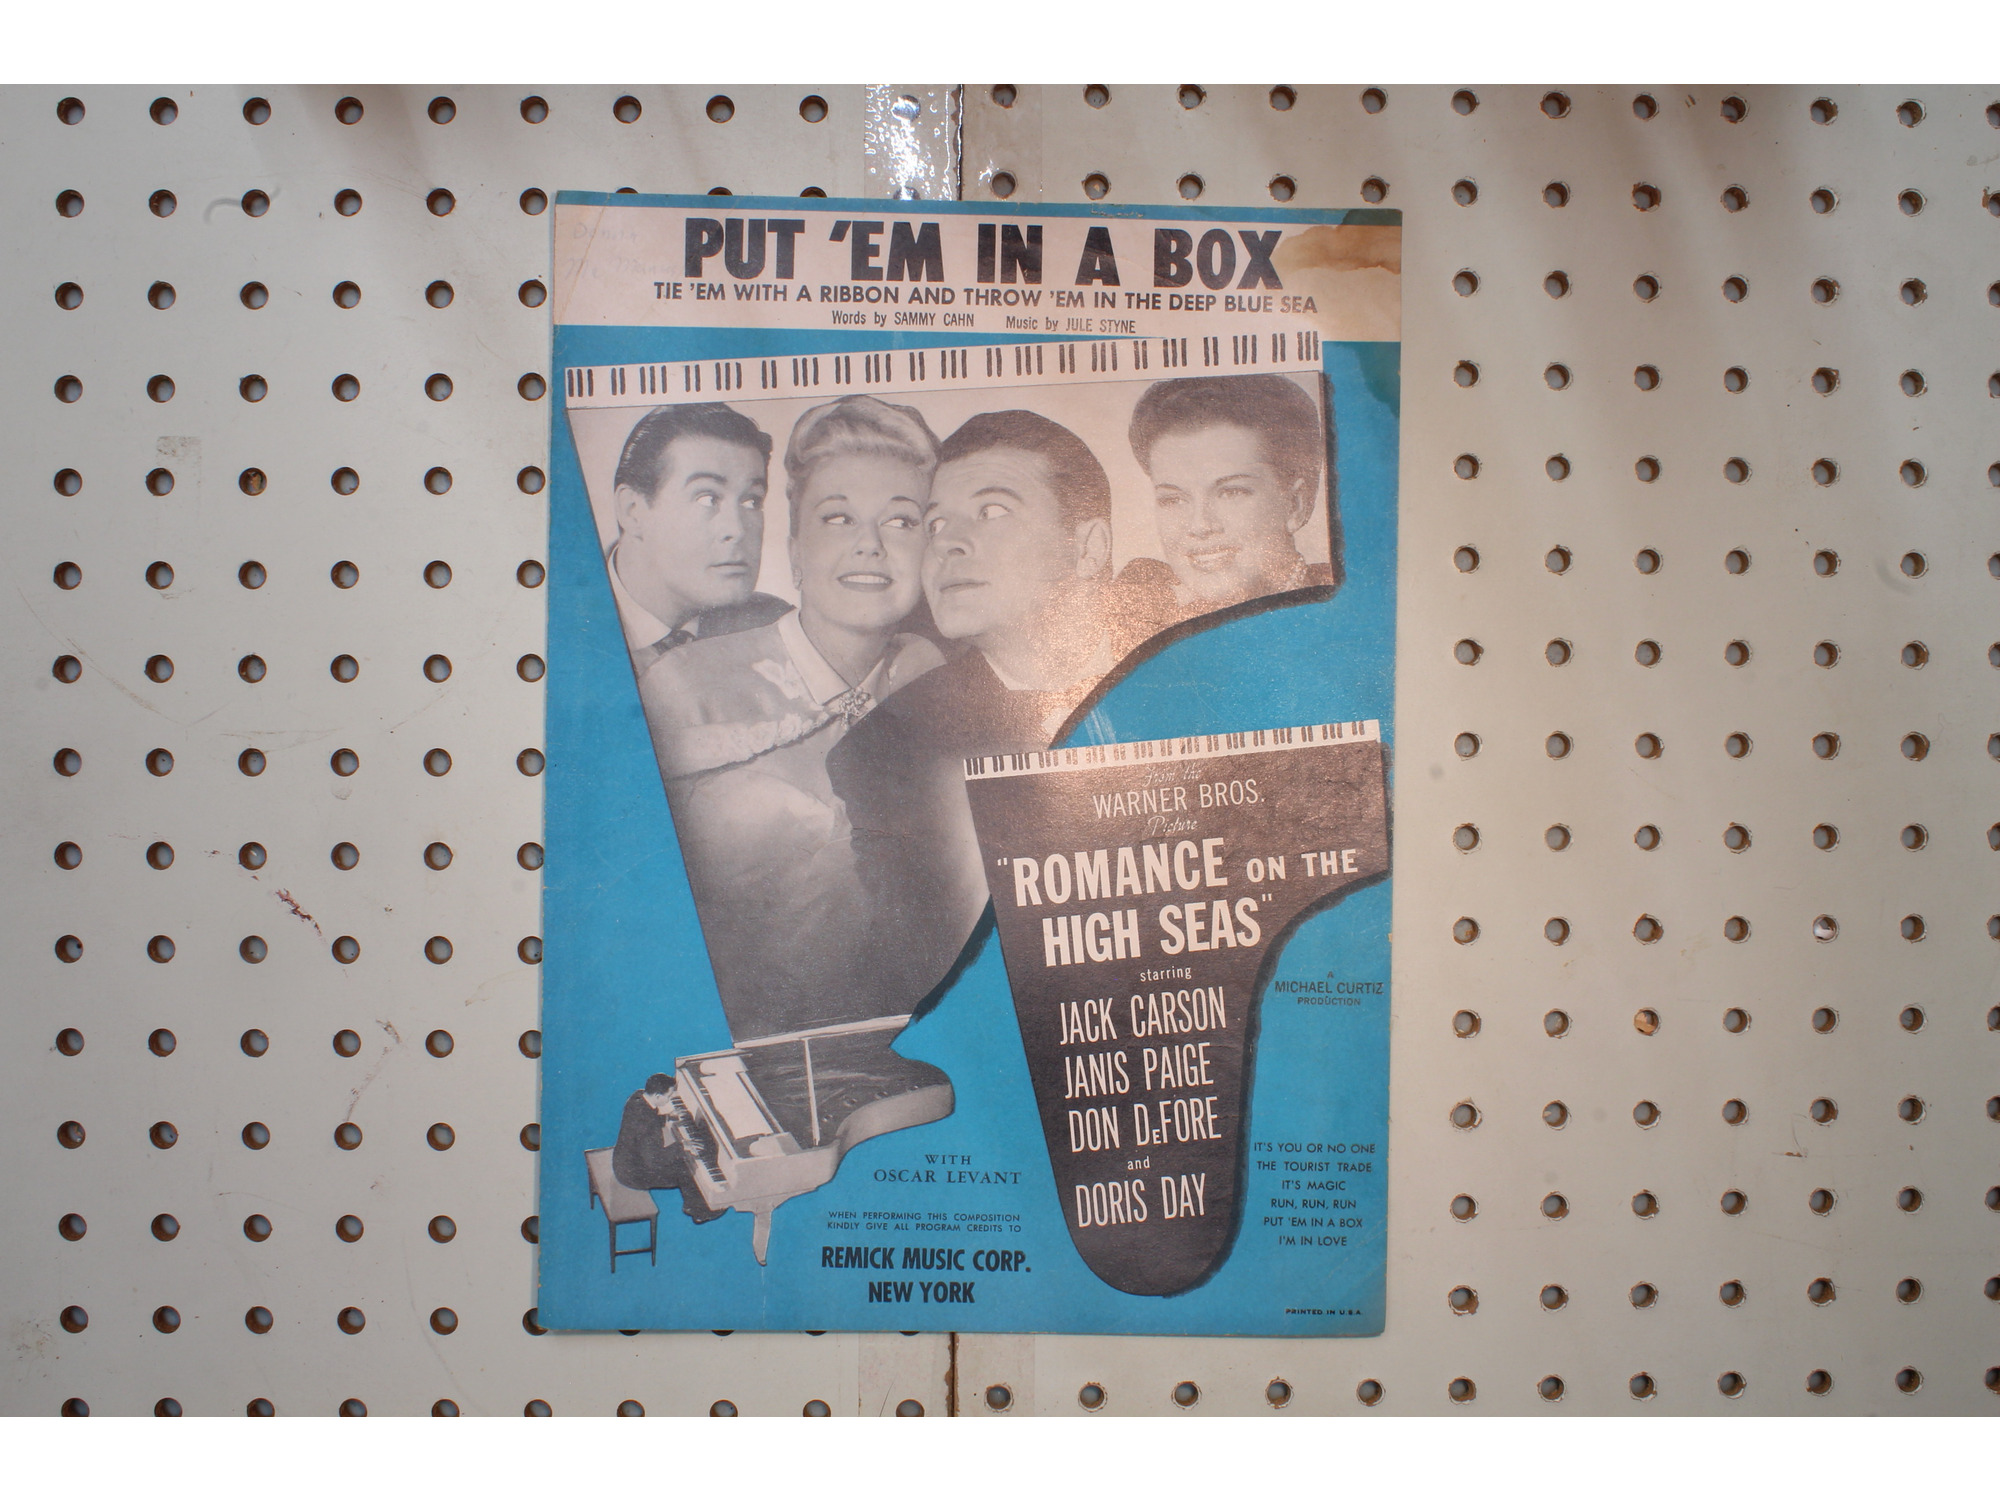 PUT 'EM IN A BOX
TIE 'EM WITH A RIBBON AND THROW 'EM IN THE DEEP BLUE SEA
Words by SAMMY CAHN Music by JULE STYNE
from the
WARNER BROS.
Picture
"ROMANCE ON THE
HIGH SEAS"
starring
JACK CARSON
JANIS PAIGE
DON DeFORE
and
DORIS DAY
A
MICHAEL CURTIZ
PRODUCTION
WITH
OSCAR LEVANT
WHEN PERFORMING THIS COMPOSITION
KINDLY GIVE ALL PROGRAM CREDITS TO
REMICK MUSIC CORP.
NEW YORK
IT'S YOU OR NO ONE
THE TOURIST TRADE
IT'S MAGIC
RUN, RUN, RUN
PUT 'EM IN A BOX
I'M IN LOVE
PRINTED IN U.S.A.